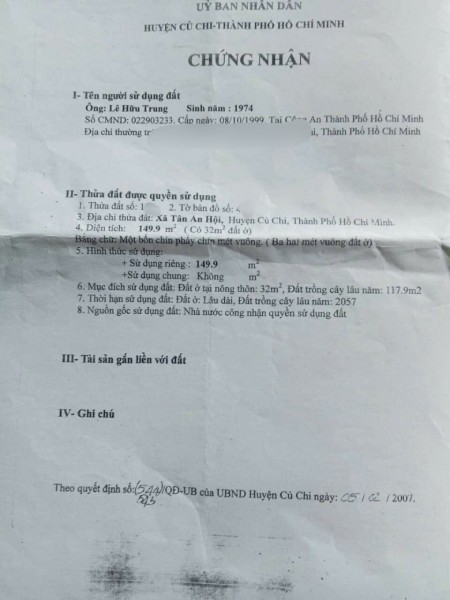 UỶ BAN NHÂN DÂN
HUYỆN CỦ CHI-THÀNH PHỐ HỒ CHÍ MINH
CHỨNG NHẬN
I- Tên người sử dụng đất
Ông: Lê Hữu Trung Sinh năm : 1974
Số CMND: 022903233. Cấp ngày: 08/10/1999. Tại Công An Thành Phố Hồ Chí Minh
Địa chỉ thường Thành Phố Hồ Chí Minh
II- Thửa đất được quyền sử dụng
1. Thửa đất số: 2. Tờ bản đồ số:
3. Địa chỉ thửa đất: Xã Tân An Hội, Huyện Củ Chi, Thành Phố Hồ Chí Minh.
4. Diện tích: 149.9 m² ( Có 32m² đất ở )
Bằng chữ: Một bốn chín phẩy chín mét vuông. ( Ba hai mét vuông đất ở )
5. Hình thức sử dụng:
+ Sử dụng riêng : 149.9 m²
+Sử dụng chung: Không m²
6. Mục đích sử dụng đất: Đất ở tại nông thôn: 32m², Đất trồng cây lâu năm: 117.9m2
7. Thời hạn sử dụng đất: Đất ở: Lâu dài, Đất trồng cây lâu năm: 2057
8. Nguồn gốc sử dụng đất: Nhà nước công nhận quyền sử dụng đất
III- Tài sản gắn liền với đất
IV- Ghi chú
Theo quyết định số: /QĐ-UB của UBND Huyện Củ Chi ngày: 05/02/2007.